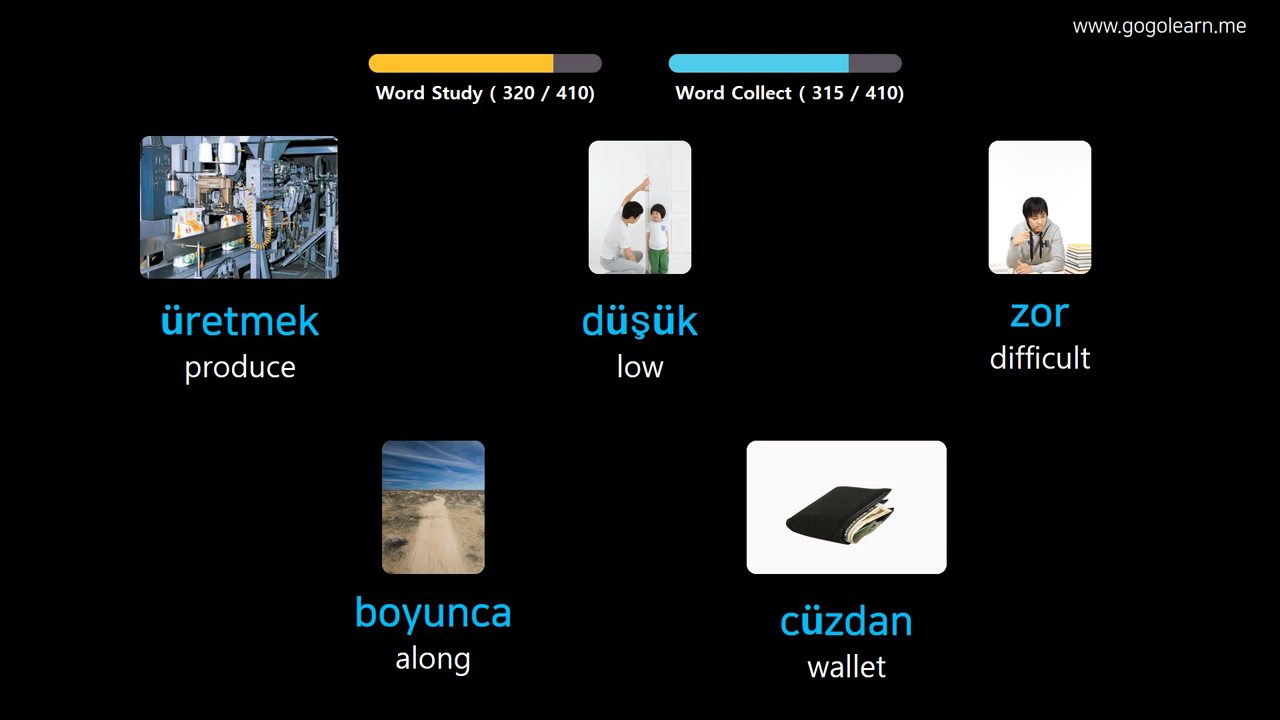 www.gogolearn.me
Word Study ( 320 / 410)
Word Collect ( 315 / 410)
üretmek
produce
düşük
low
zor
difficult
boyunca
along
cüzdan
wallet